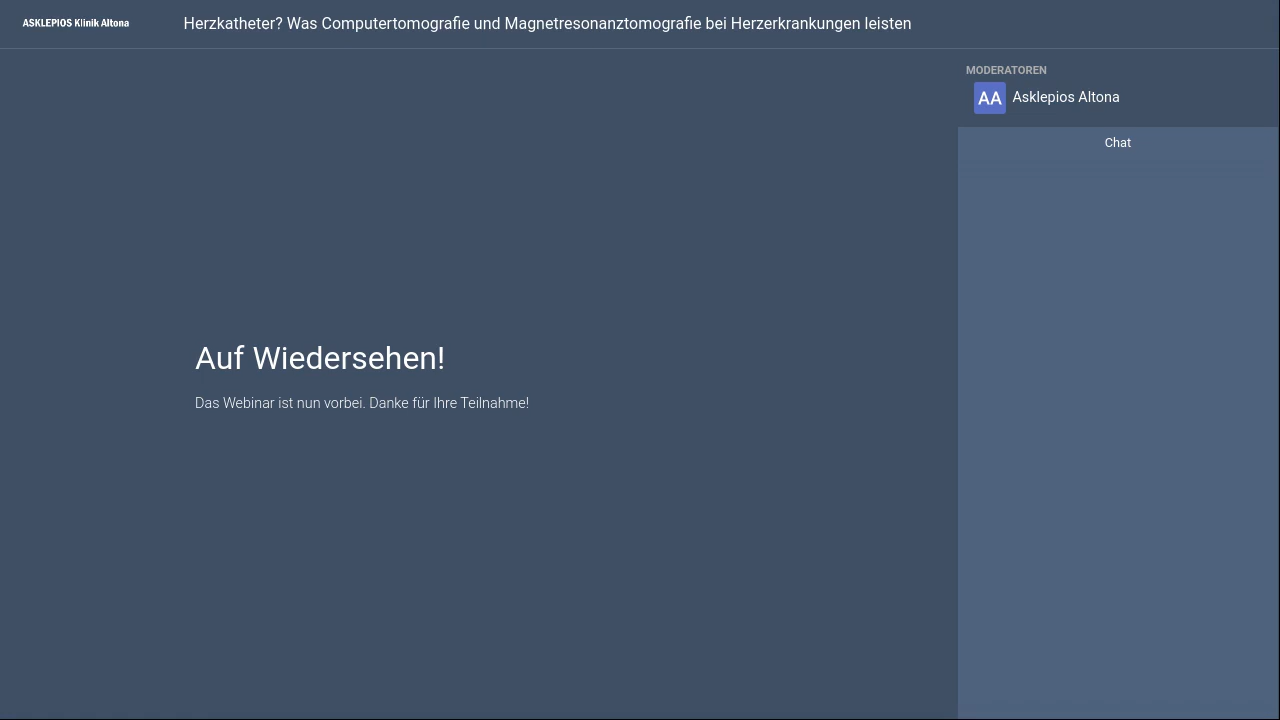 ASKLEPIOS Klinik Altona
Herzkatheter? Was Computertomografie und Magnetresonanztomografie bei Herzerkrankungen leisten
MODERATOREN
AA
Asklepios Altona
Chat
Auf Wiedersehen!
Das Webinar ist nun vorbei. Danke für Ihre Teilnahme!